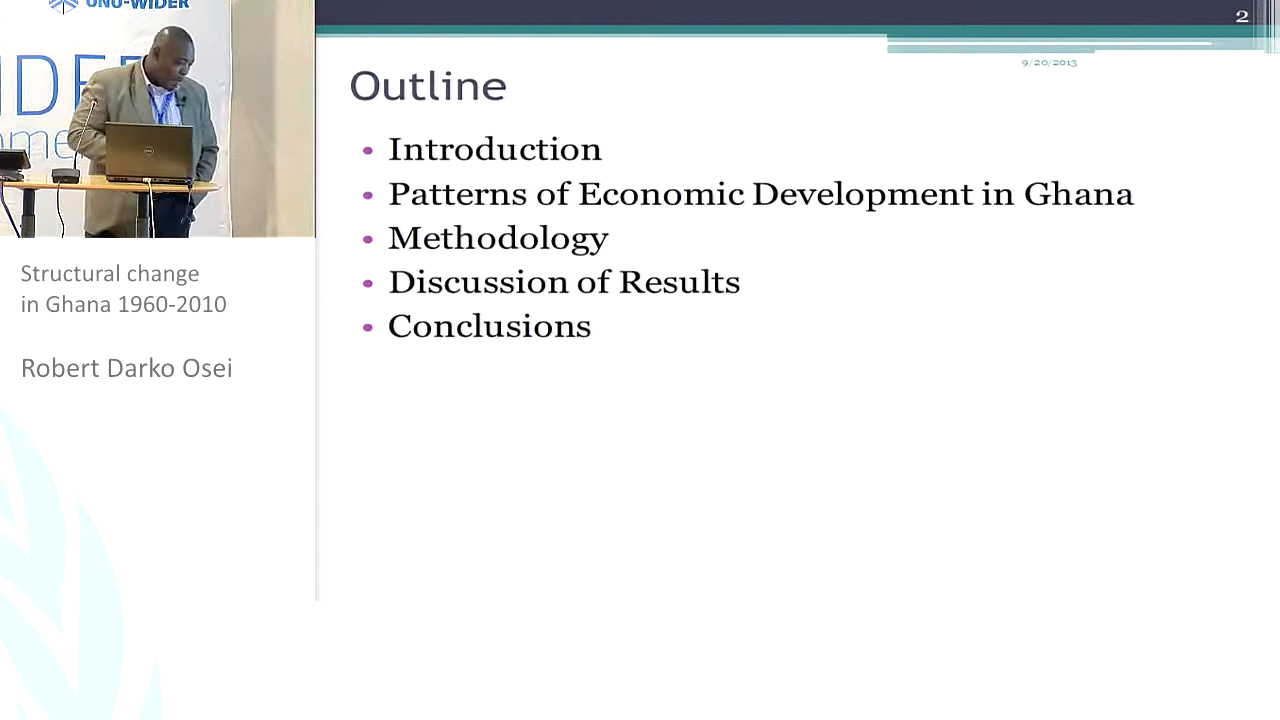 UNU-WIDER
Structural change
in Ghana 1960-2010
Robert Darko Osei
2
9/20/2013
Outline
• Introduction
• Patterns of Economic Development in Ghana
• Methodology
• Discussion of Results
• Conclusions